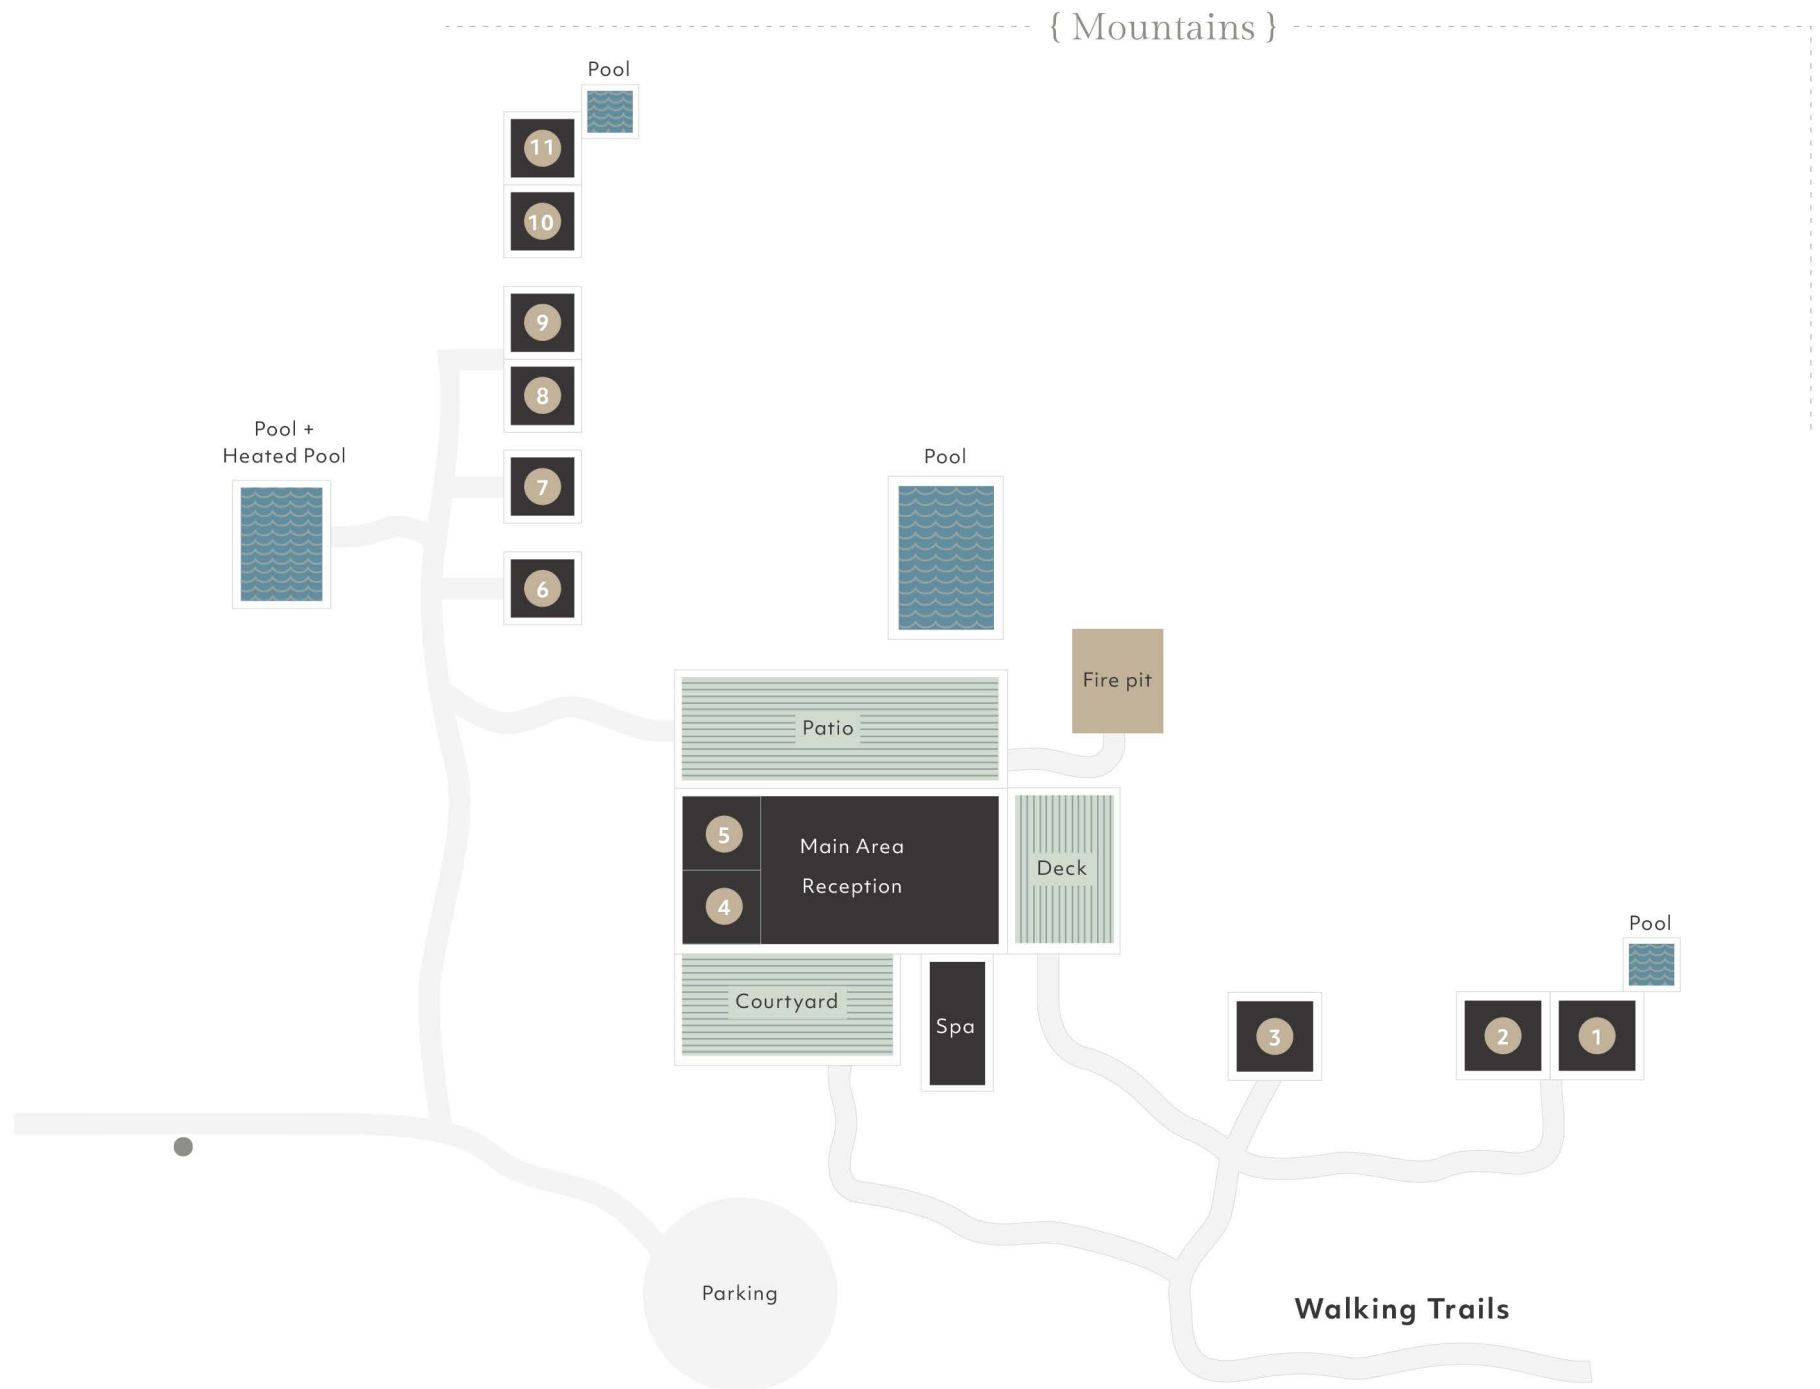 { Mountains }
Pool
11
10
9
8
Pool +
Heated Pool
7
Pool
6
Fire pit
Patio
5
Main Area
Deck
Reception
4
Pool
Courtyard
Spa
3
2
1
Parking
Walking Trails